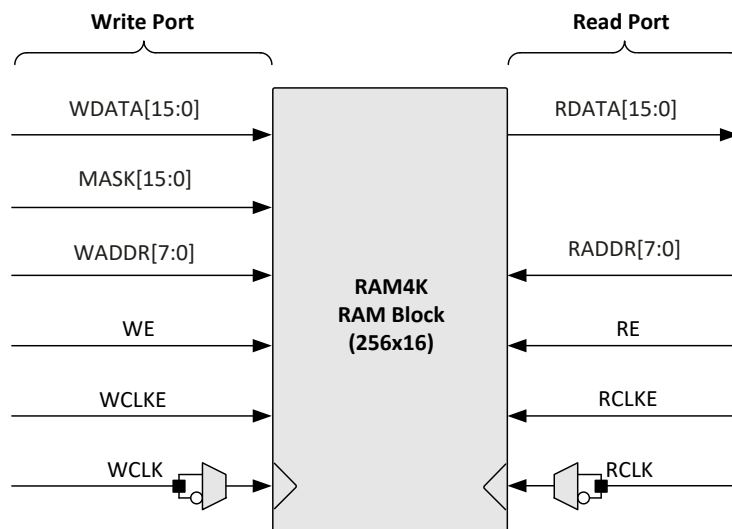 Write Port
Read Port
WDATA[15:0]
RDATA[15:0]
MASK[15:0]
WADDR[7:0]
RADDR[7:0]
RAM4K
RAM Block
(256x16)
WE
RE
WCLKE
RCLKE
WCLK
RCLK